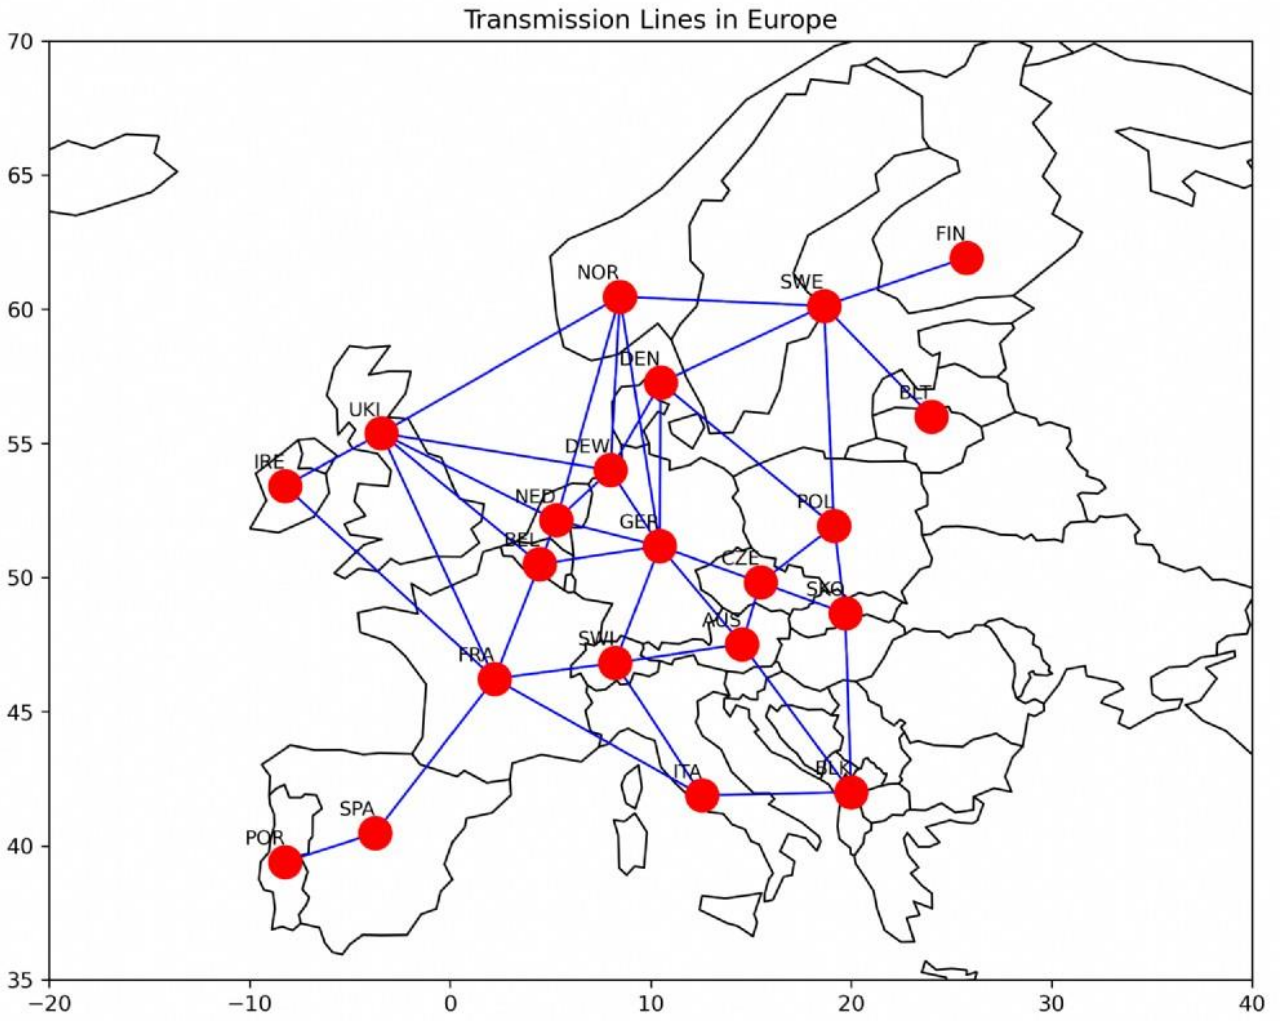 Transmission Lines in Europe
70
65
60
55
50
45
40
35
−20
−10
0
10
20
30
40
FIN
NOR
SWE
DEN
BLT
UKI
DEW
IRE
NED
POL
GER
BEL
CZE
SKO
AUS
SWI
FRA
ITA
BLK
SPA
POR